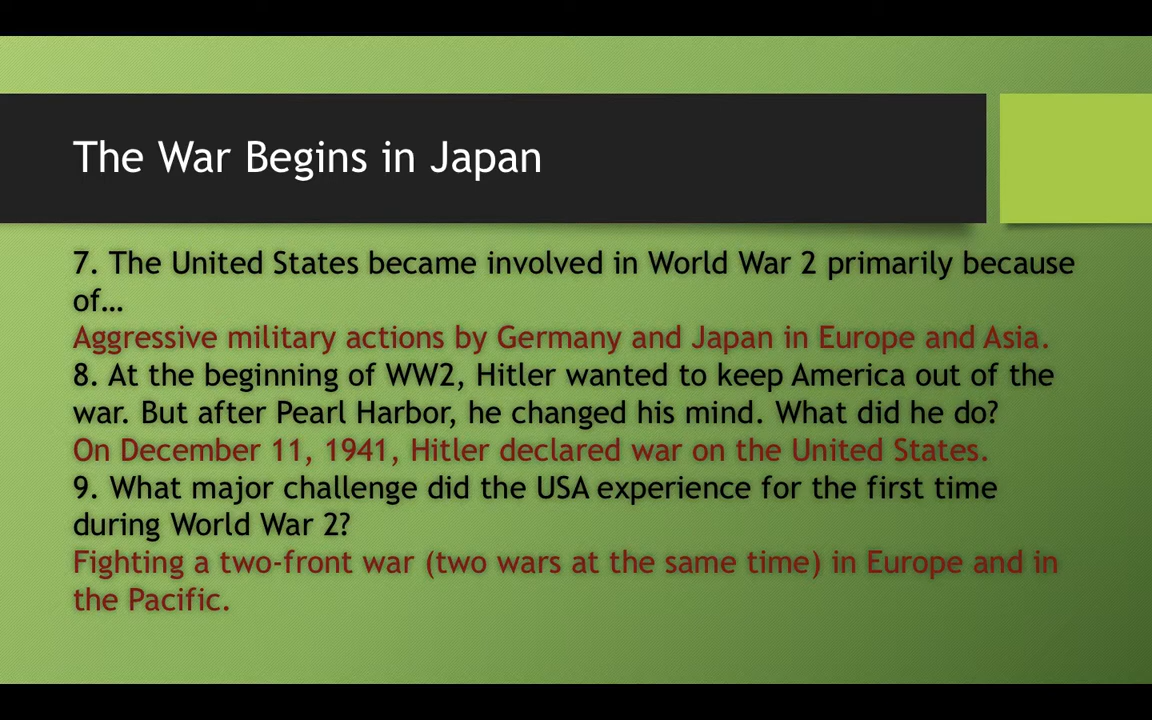 The War Begins in Japan
7. The United States became involved in World War 2 primarily because
of…
Aggressive military actions by Germany and Japan in Europe and Asia.
8. At the beginning of WW2, Hitler wanted to keep America out of the
war. But after Pearl Harbor, he changed his mind. What did he do?
On December 11, 1941, Hitler declared war on the United States.
9. What major challenge did the USA experience for the first time
during World War 2?
Fighting a two-front war (two wars at the same time) in Europe and in
the Pacific.